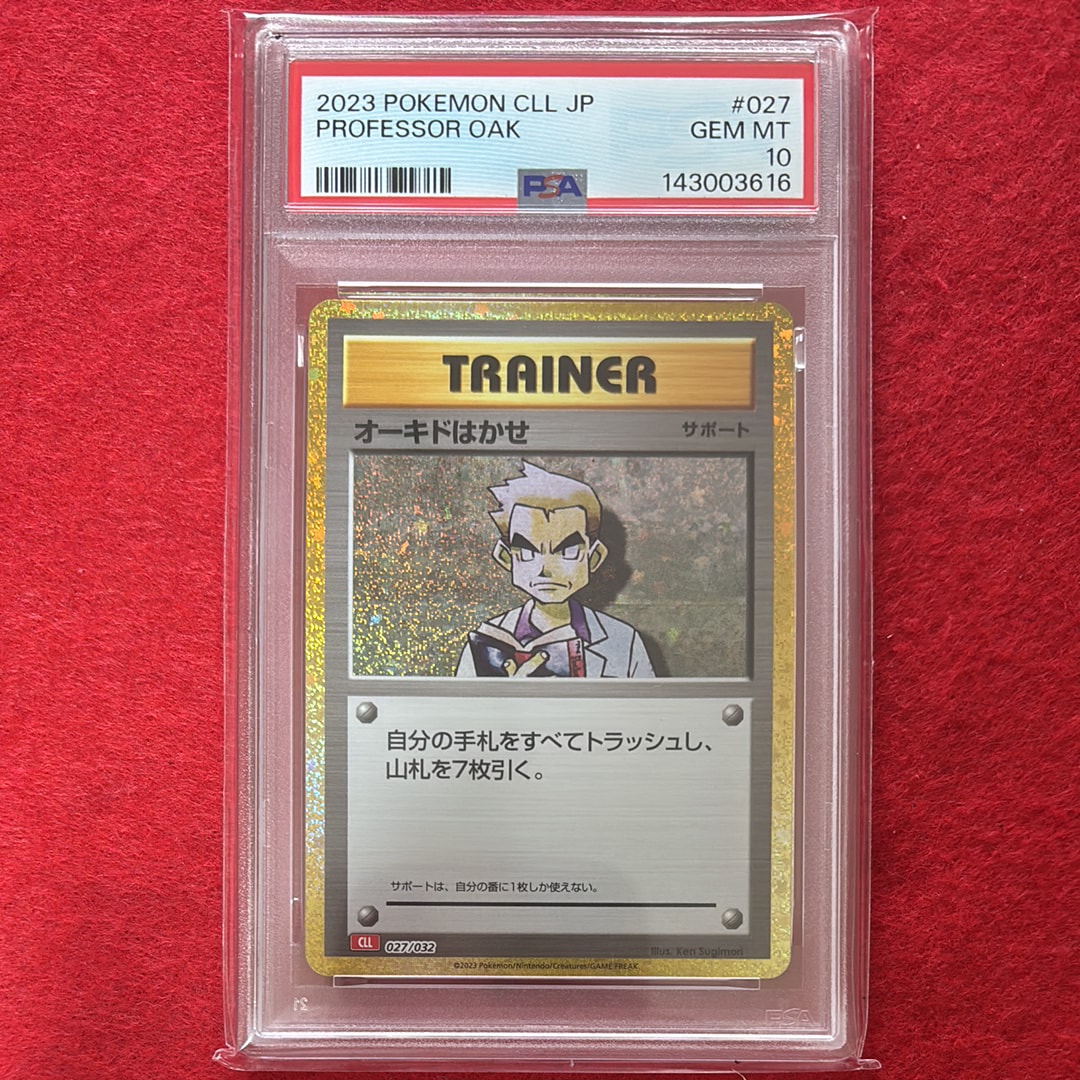 2023 POKEMON CLL JP #027
PROFESSOR OAK GEM MT
10
PSA 143003616
TRAINER
オーキドはかせ サポート
自分の手札をすべてトラッシュし、
山札を7枚引く。
サポートは、自分の番に1枚しか使えない。
CLL 027/032 Illus. Ken Sugimori
©2023 Pokémon/Nintendo/Creatures/GAME FREAK
PSA